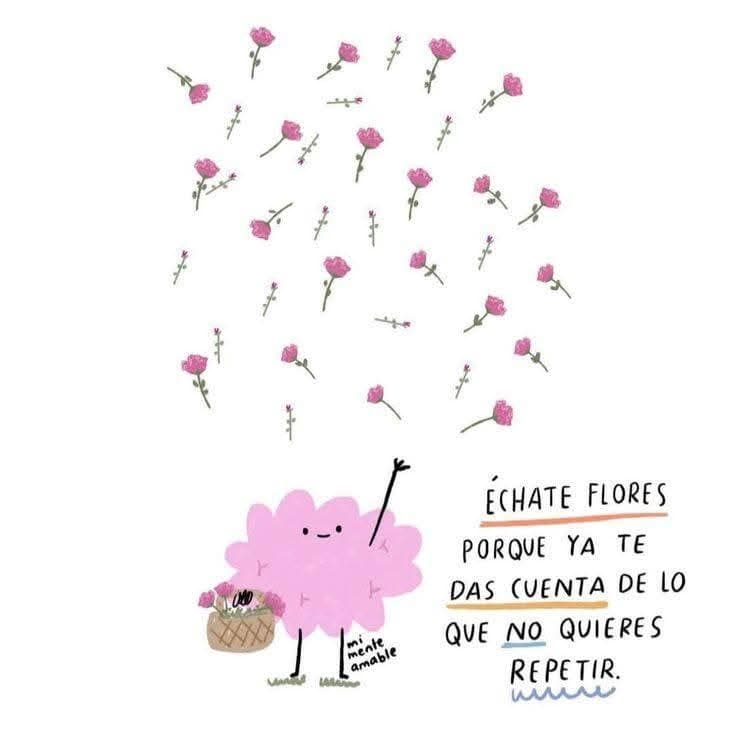 ÉCHATE FLORES
PORQUE YA TE
DAS CUENTA DE LO
QUE NO QUIERES
REPETIR.
mi
mente
amable